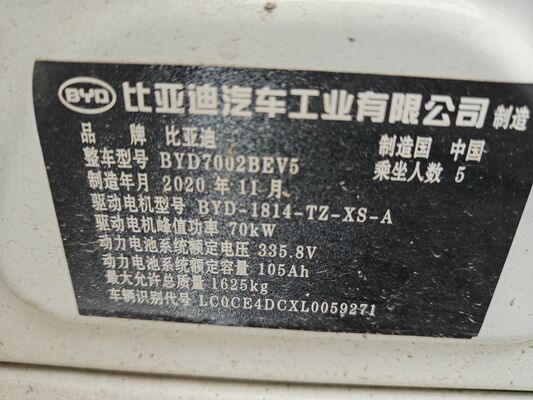 BYD 比亚迪汽车工业有限公司 制造
品牌 比亚迪 制造国 中国
整车型号 BYD7002BEV5 乘坐人数 5
制造年月 2020 年 11 月
驱动电机型号 BYD-1814-TZ-XS-A
驱动电机峰值功率 70kW
动力电池系统额定电压 335.8V
动力电池系统额定容量 105Ah
最大允许总质量 1625kg
车辆识别代号 LC0CE4DCXL0059271